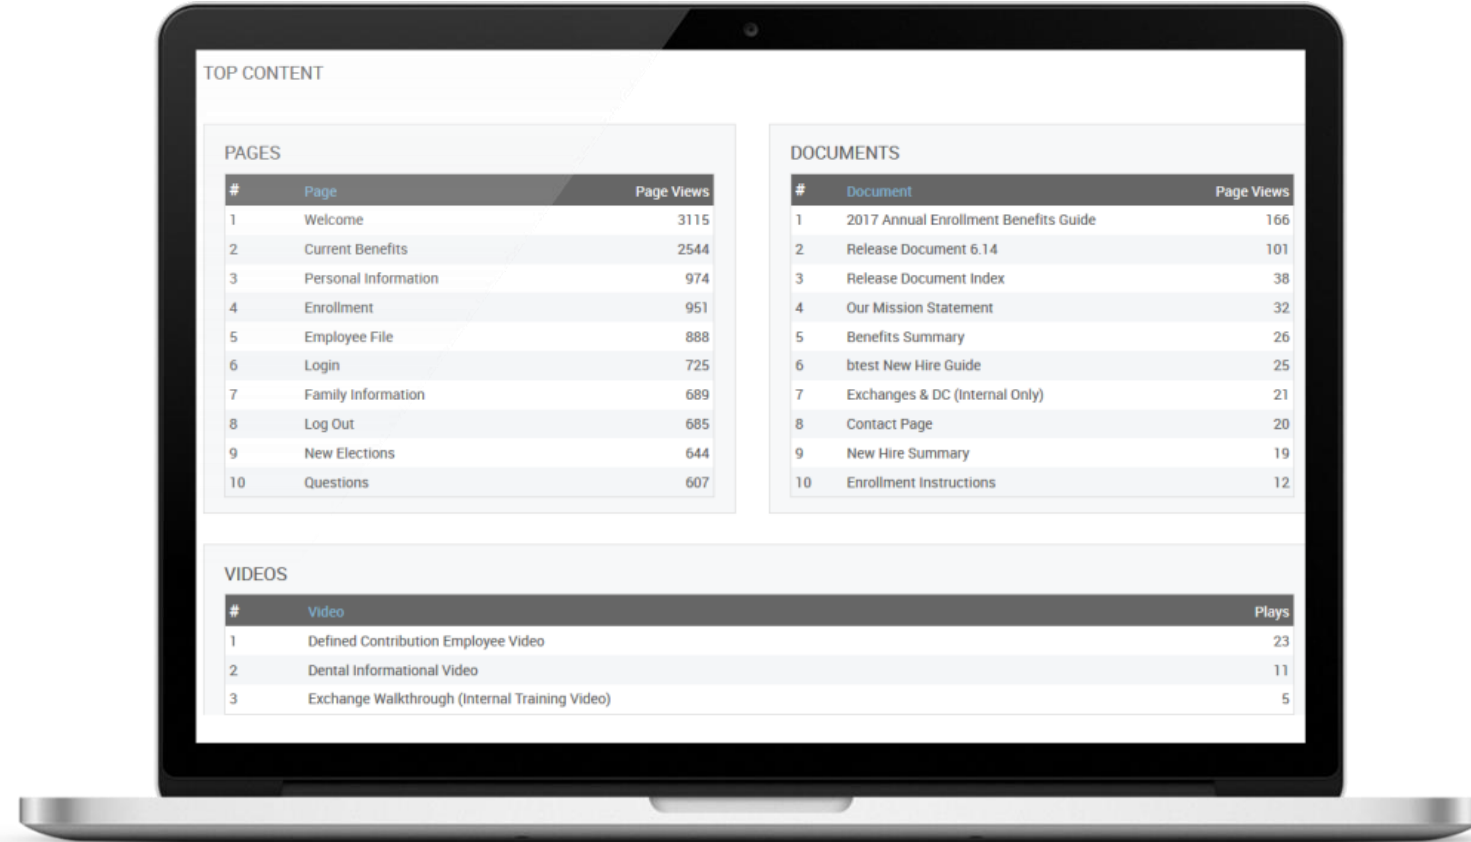 TOP CONTENT
PAGES
# Page Page Views
1 Welcome 3115
2 Current Benefits 2544
3 Personal Information 974
4 Enrollment 951
5 Employee File 888
6 Login 725
7 Family Information 689
8 Log Out 685
9 New Elections 644
10 Questions 607
DOCUMENTS
# Document Page Views
1 2017 Annual Enrollment Benefits Guide 166
2 Release Document 6.14 101
3 Release Document Index 38
4 Our Mission Statement 32
5 Benefits Summary 26
6 btest New Hire Guide 25
7 Exchanges & DC (Internal Only) 21
8 Contact Page 20
9 New Hire Summary 19
10 Enrollment Instructions 12
VIDEOS
# Video Plays
1 Defined Contribution Employee Video 23
2 Dental Informational Video 11
3 Exchange Walkthrough (Internal Training Video) 5